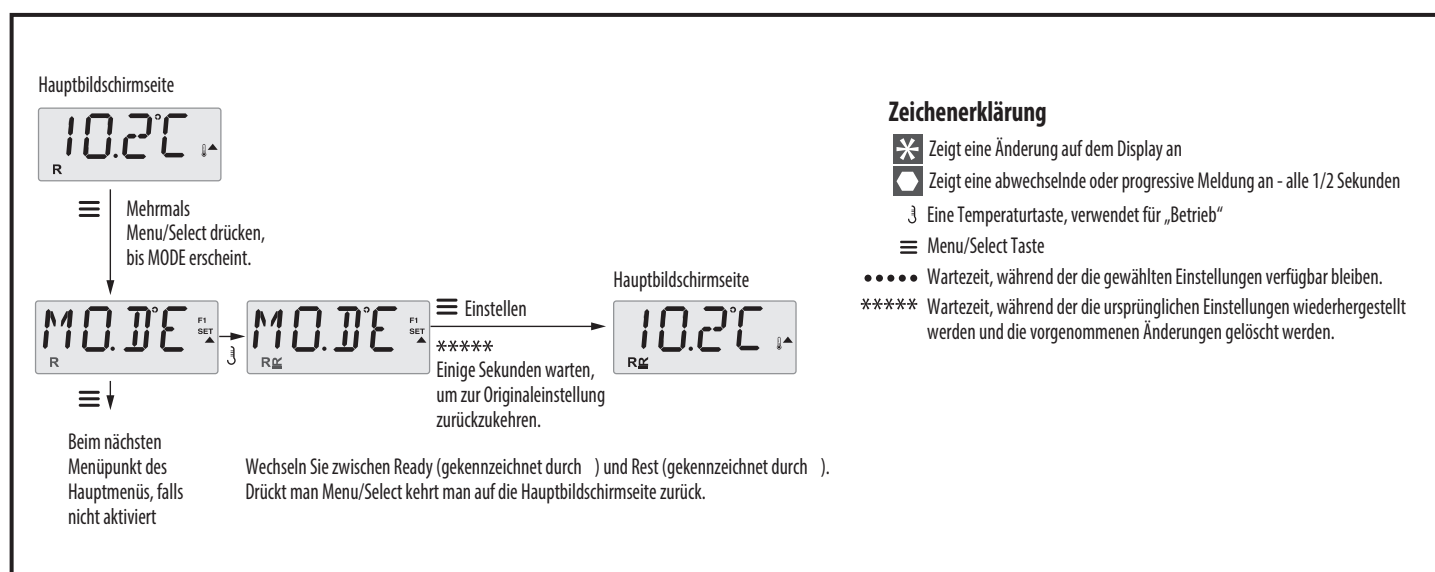 Hauptbildschirmseite
10.2°C
R
Mehrmals
Menu/Select drücken,
bis MODE erscheint.
MO.DE
F1
SET
R
MO.DE
F1
SET
R
Einstellen
*****
Einige Sekunden warten,
um zur Originaleinstellung
zurückzukehren.
Hauptbildschirmseite
10.2°C
R
Beim nächsten
Menüpunkt des
Hauptmenüs, falls
nicht aktiviert
Wechseln Sie zwischen Ready (gekennzeichnet durch ) und Rest (gekennzeichnet durch ).
Drückt man Menu/Select kehrt man auf die Hauptbildschirmseite zurück.
Zeichenerklärung
Zeigt eine Änderung auf dem Display an
Zeigt eine abwechselnde oder progressive Meldung an - alle 1/2 Sekunden
Eine Temperaturtaste, verwendet für „Betrieb“
Menu/Select Taste
••••• Wartezeit, während der die gewählten Einstellungen verfügbar bleiben.
***** Wartezeit, während der die ursprünglichen Einstellungen wiederhergestellt
werden und die vorgenommenen Änderungen gelöscht werden.